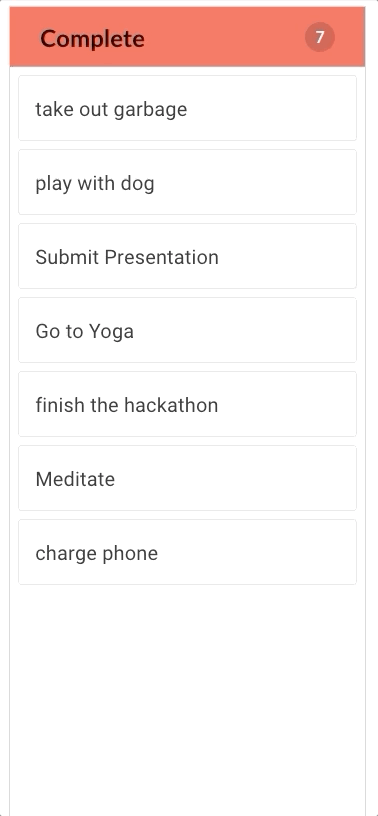 Complete 7
take out garbage
play with dog
Submit Presentation
Go to Yoga
finish the hackathon
Meditate
charge phone